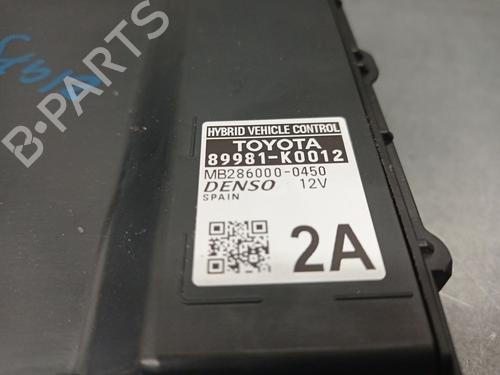 B-PARTS
HYBRID VEHICLE CONTROL
TOYOTA
89981-K0012
MB286000-0450
DENSO 12V
SPAIN
2A